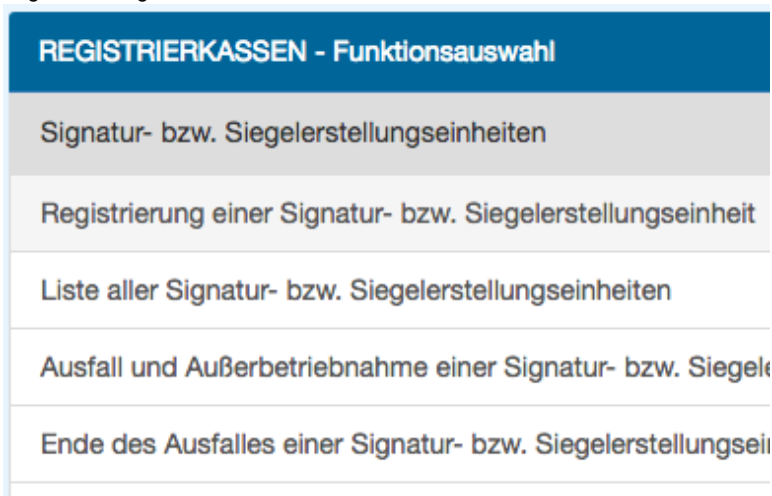 REGISTRIERKASSEN - Funktionsauswahl
Signatur- bzw. Siegelerstellungseinheiten
Registrierung einer Signatur- bzw. Siegelerstellungseinheit
Liste aller Signatur- bzw. Siegelerstellungseinheiten
Ausfall und Außerbetriebnahme einer Signatur- bzw.
Ende des Ausfalles einer Signatur- bzw.